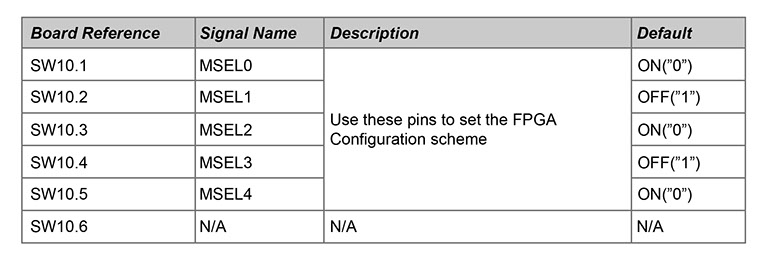 Board Reference Signal Name Description Default
SW10.1 MSEL0 ON(”0”)
SW10.2 MSEL1 OFF(”1”)
SW10.3 MSEL2 Use these pins to set the FPGA ON(”0”)
Configuration scheme
SW10.4 MSEL3 OFF(”1”)
SW10.5 MSEL4 ON(”0”)
SW10.6 N/A N/A N/A